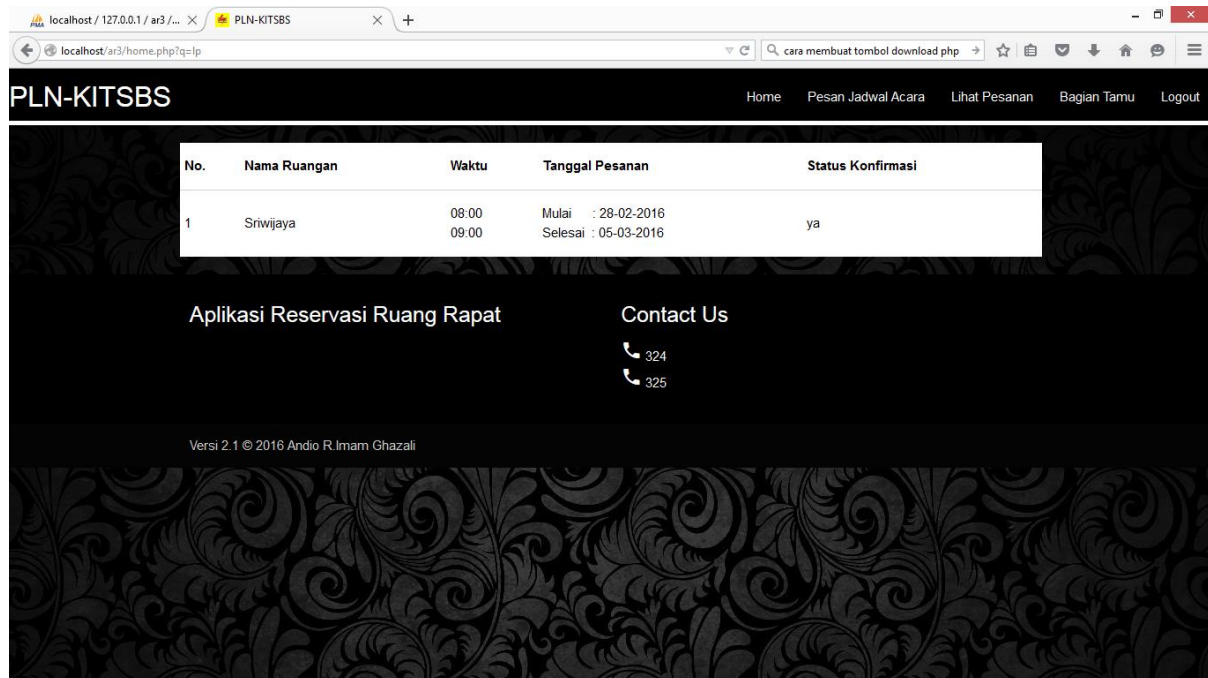 localhost / 127.0.0.1 / ar3 /...
PLN-KITSBS
localhost/ar3/home.php?q=lp
cara membuat tombol download php
PLN-KITSBS
Home Pesan Jadwal Acara Lihat Pesanan Bagian Tamu Logout
No. Nama Ruangan Waktu Tanggal Pesanan Status Konfirmasi
1 Sriwijaya 08:00 Mulai : 28-02-2016 ya
09:00 Selesai : 05-03-2016
Aplikasi Reservasi Ruang Rapat
Contact Us
324
325
Versi 2.1 © 2016 Andio R.Imam Ghazali